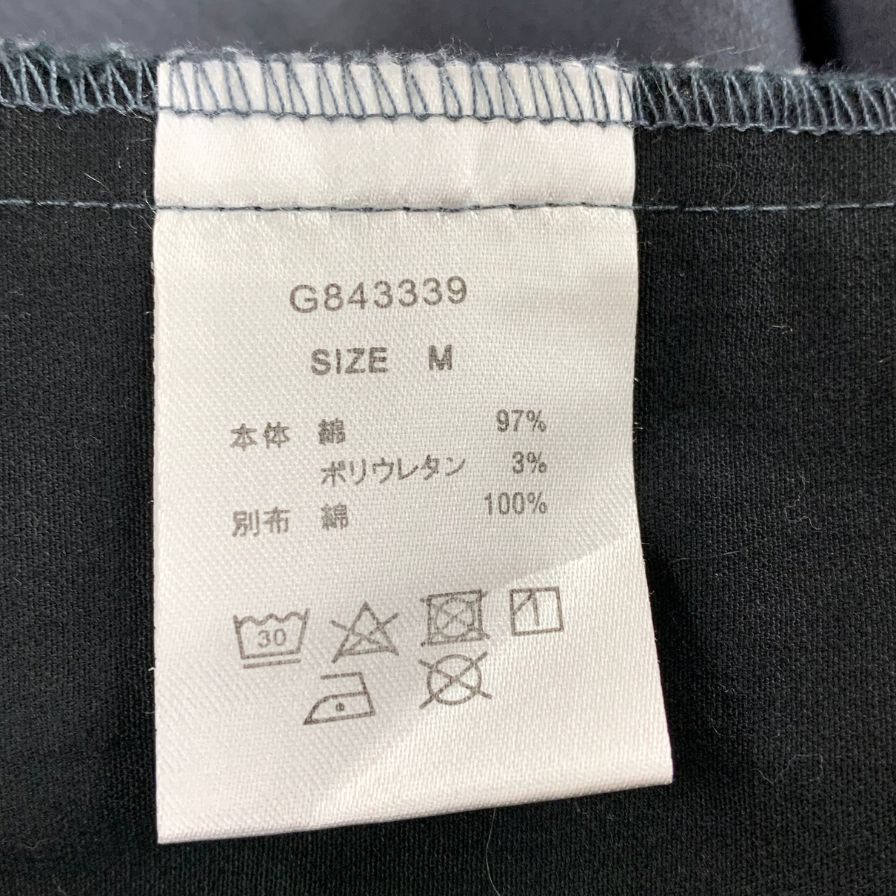 G843339
SIZE M
本体 綿 97%
ポリウレタン 3%
別布 綿 100%
30